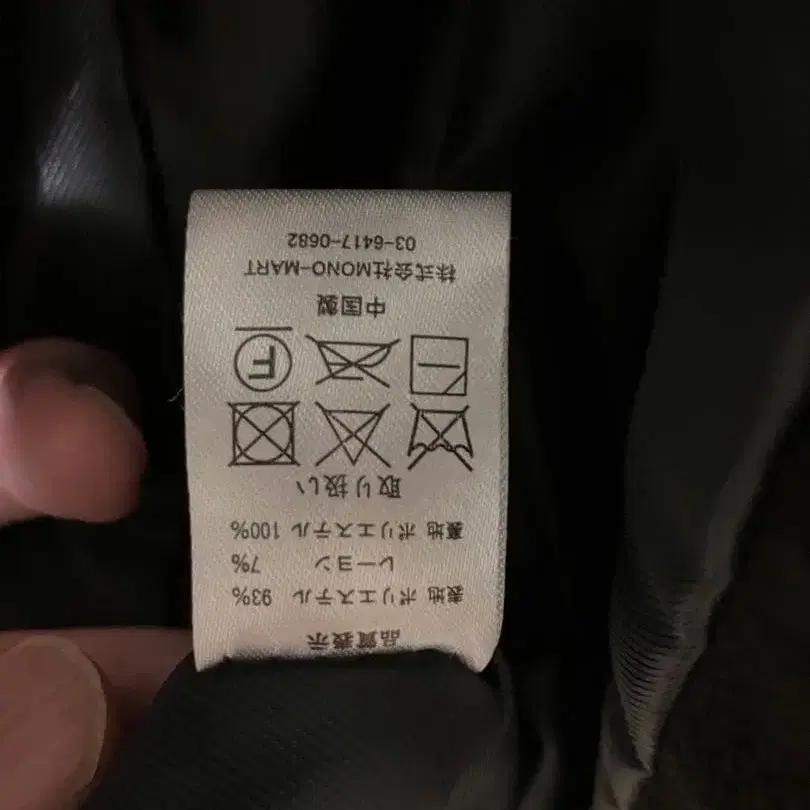 品質表示
表地 ポリエステル 93%
レーヨン 7%
裏地 ポリエステル 100%
取り扱い
F
中国製
株式会社MONO-MART
03-6417-0682